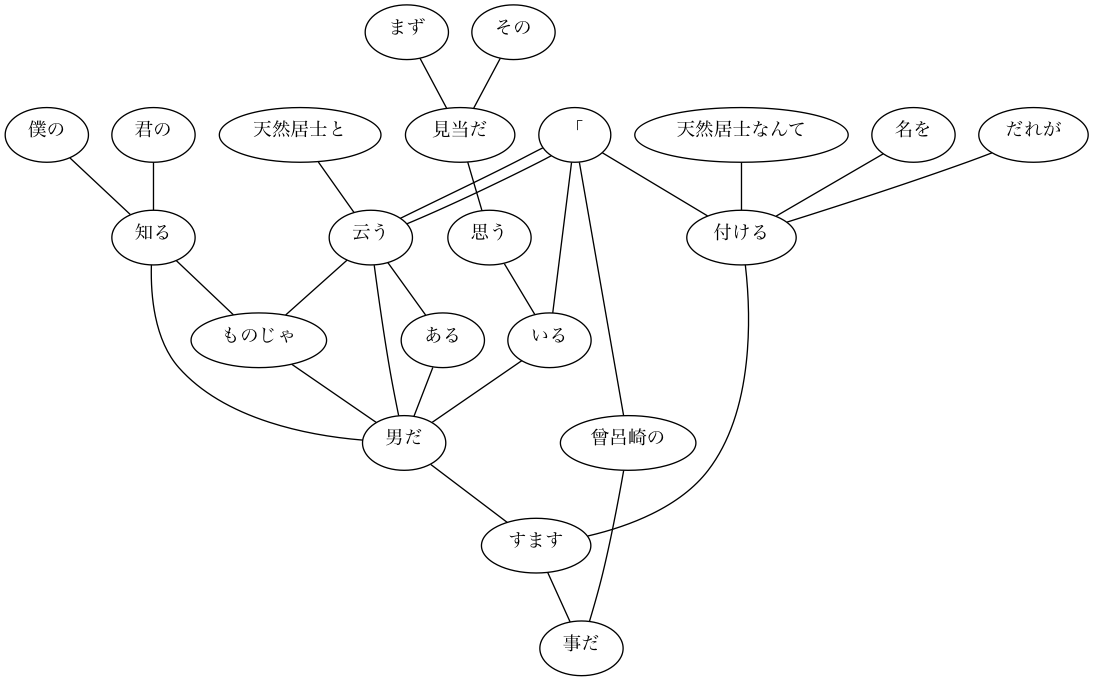 まず
その
僕の
君の
天然居士と
見当だ
「
天然居士なんて
名を
だれが
知る
云う
思う
付ける
ものじゃ
ある
いる
男だ
曾呂崎の
すます
事だ